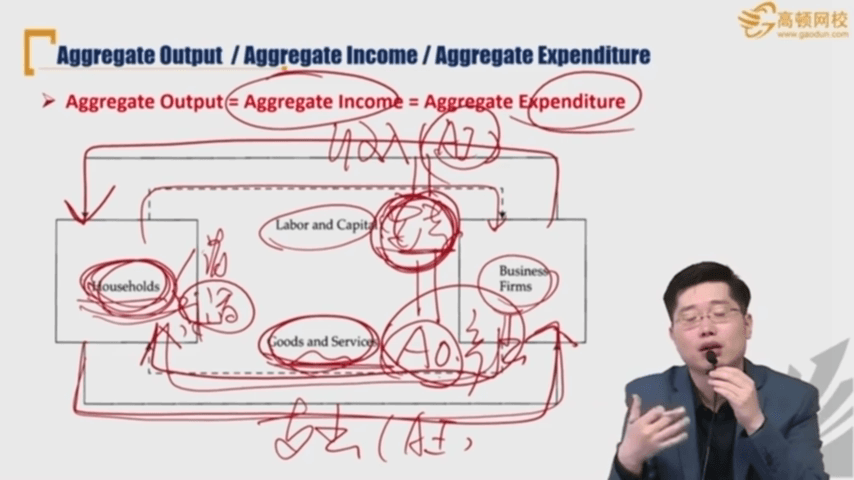 高顿网校
www.gaodun.com
Aggregate Output / Aggregate Income / Aggregate Expenditure
Aggregate Output = Aggregate Income = Aggregate Expenditure
收入(AI)
Labor and Capital
Households
Business
Firms
Goods and Services
AO
支出(AE)